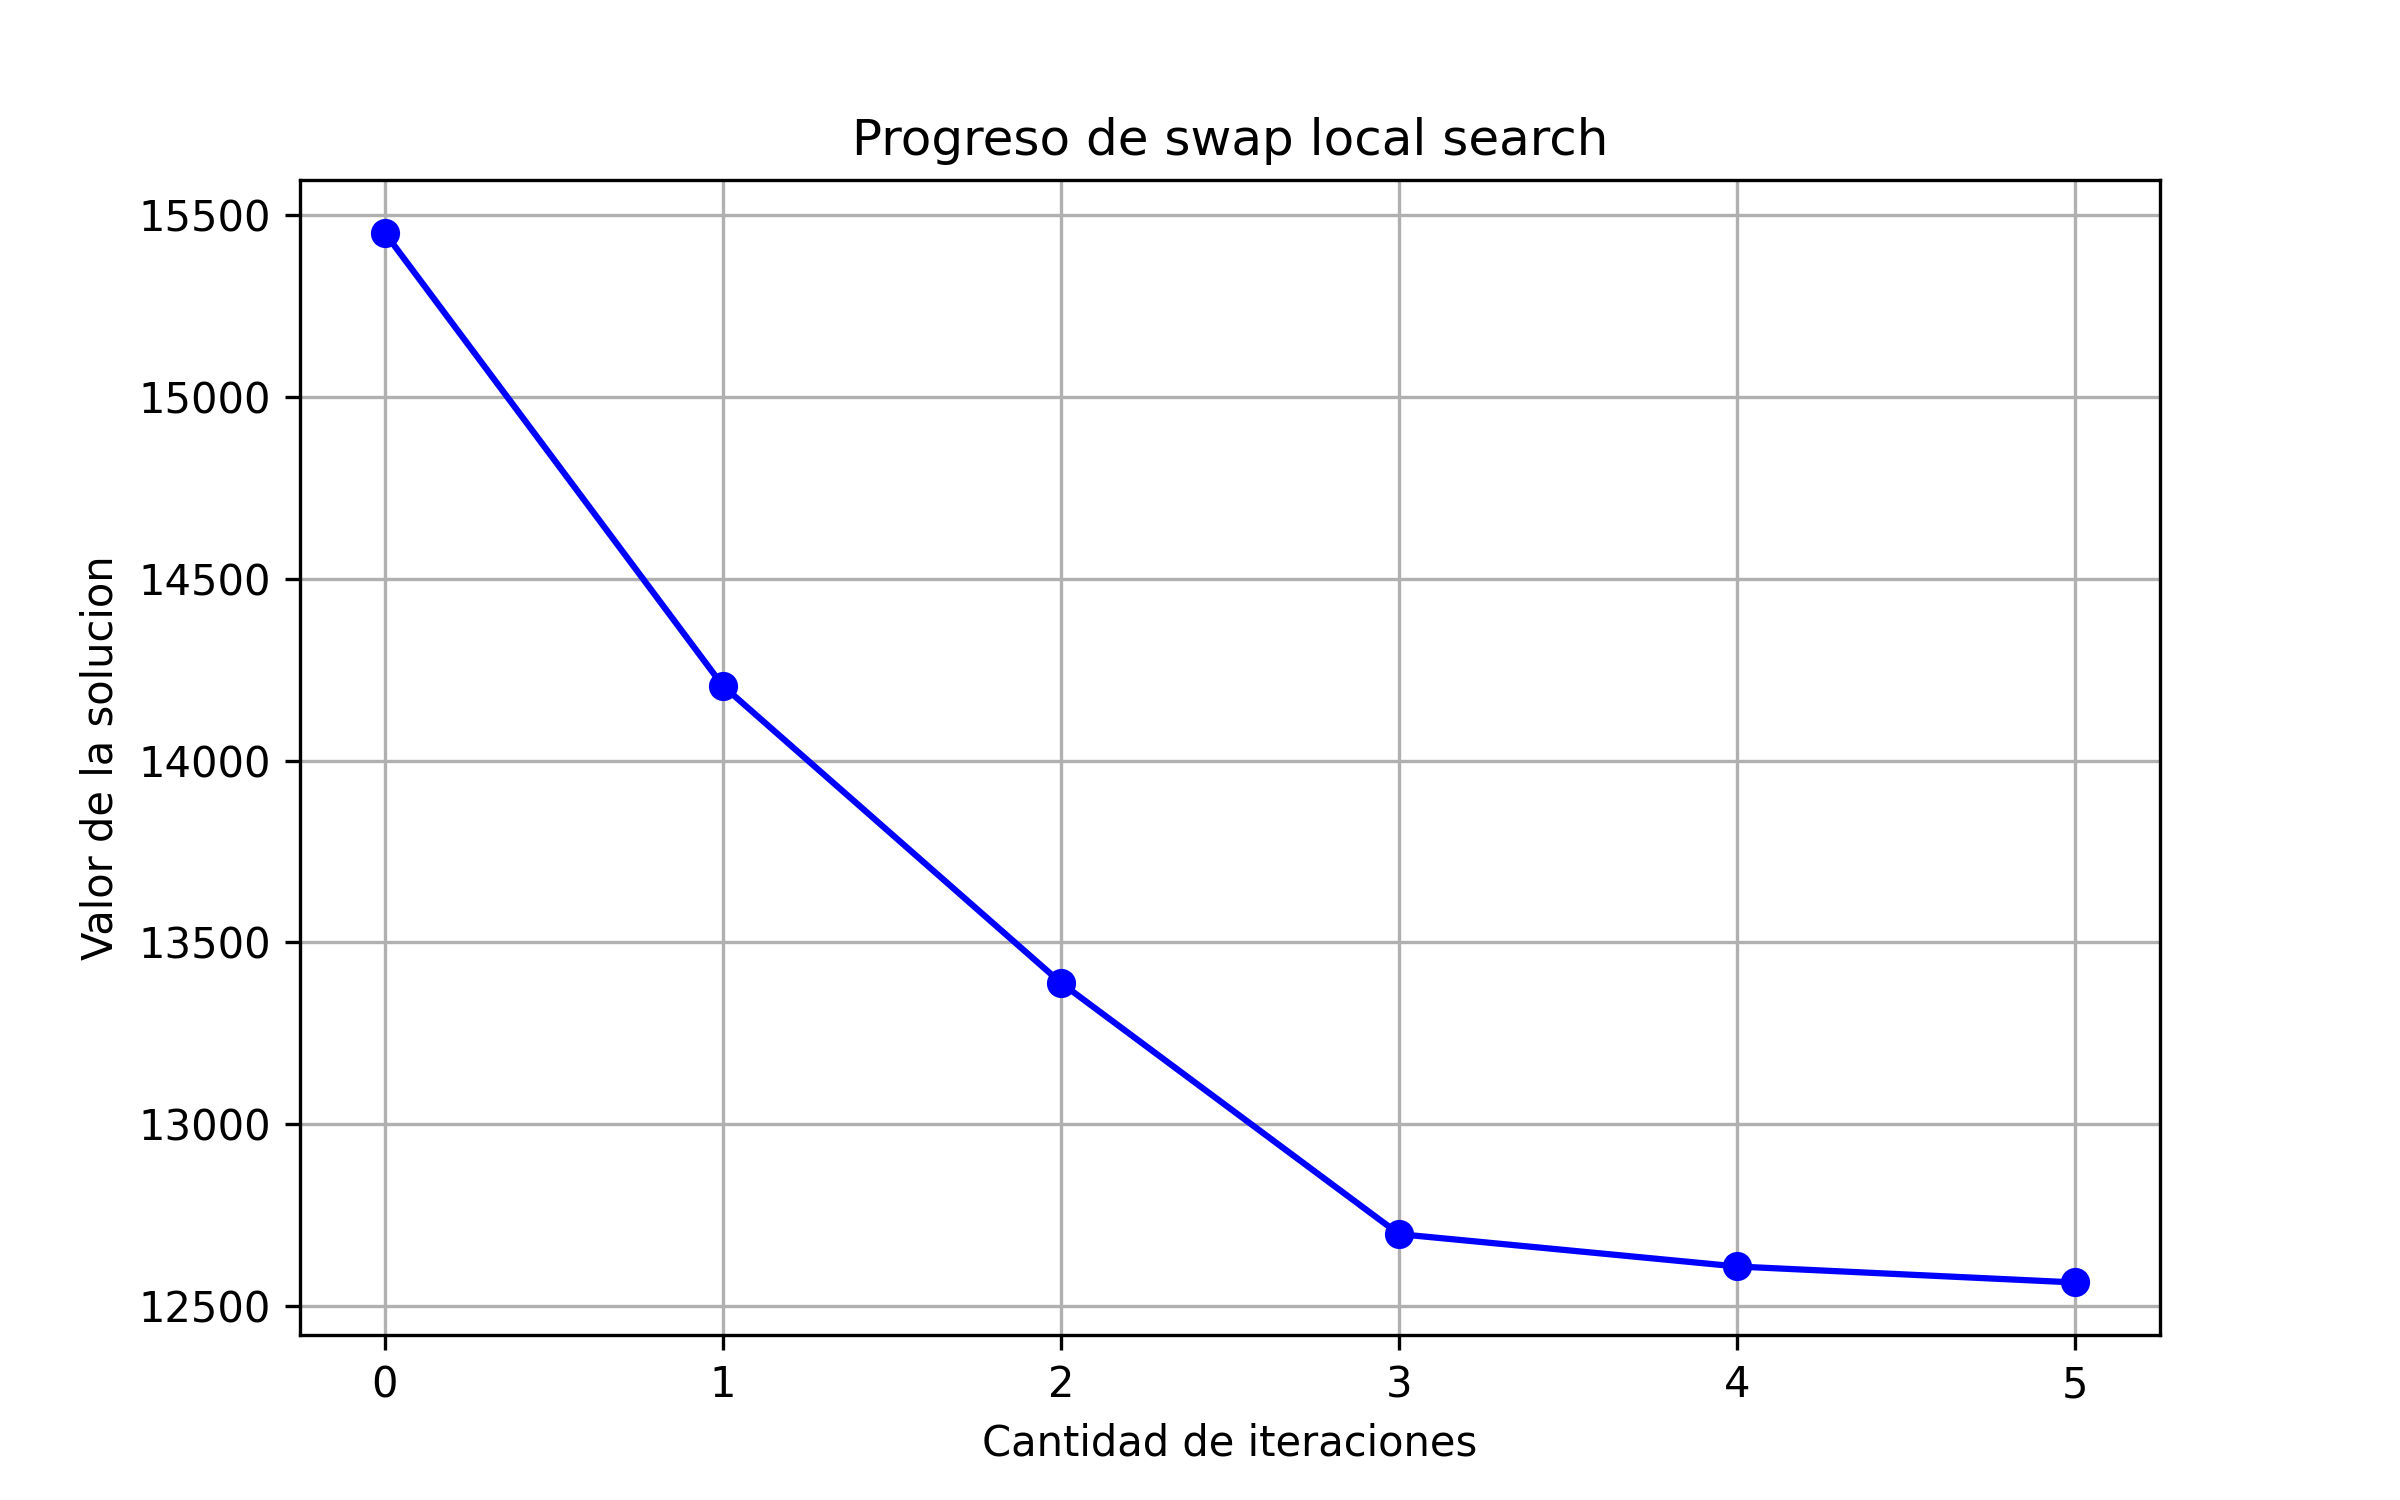 Progreso de swap local search
Valor de la solucion
15500
15000
14500
14000
13500
13000
12500
0 1 2 3 4 5
Cantidad de iteraciones